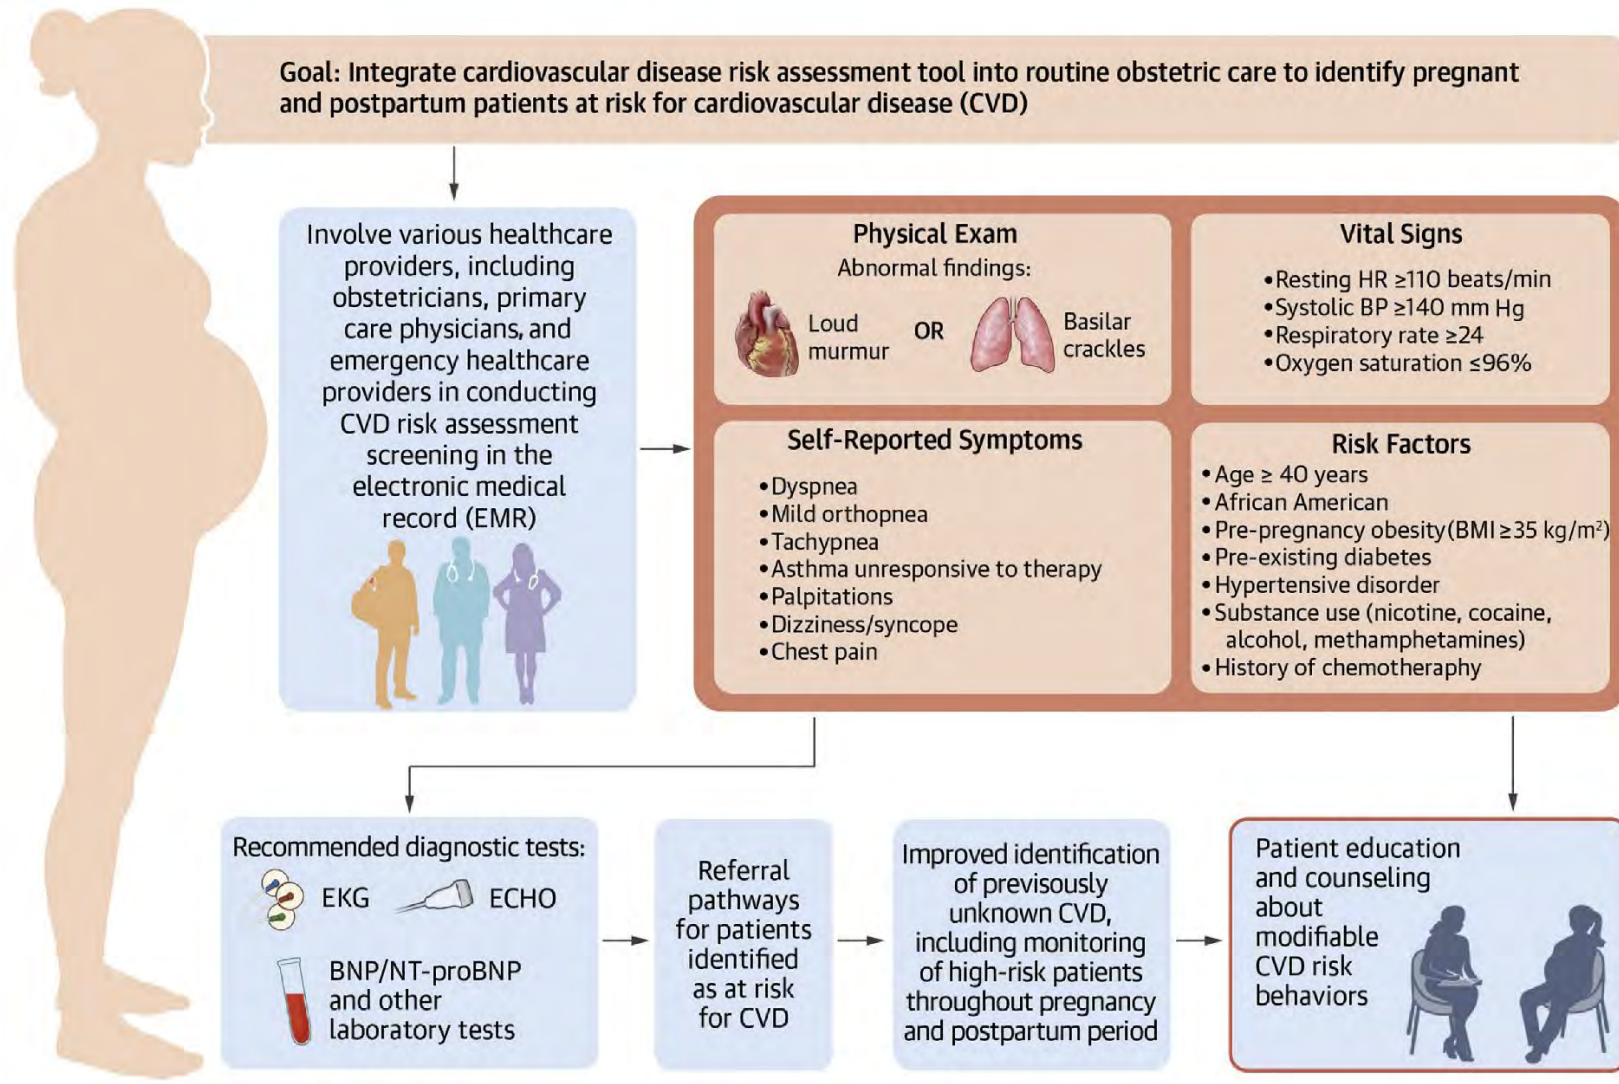 Goal: Integrate cardiovascular disease risk assessment tool into routine obstetric care to identify pregnant
and postpartum patients at risk for cardiovascular disease (CVD)
Involve various healthcare
providers, including
obstetricians, primary
care physicians, and
emergency healthcare
providers in conducting
CVD risk assessment
screening in the
electronic medical
record (EMR)
Physical Exam
Abnormal findings:
Loud
murmur
OR
Basilar
crackles
Vital Signs
•Resting HR ≥110 beats/min
•Systolic BP ≥140 mm Hg
•Respiratory rate ≥24
•Oxygen saturation ≤96%
Self-Reported Symptoms
•Dyspnea
•Mild orthopnea
•Tachypnea
•Asthma unresponsive to therapy
•Palpitations
•Dizziness/syncope
•Chest pain
Risk Factors
•Age ≥ 40 years
•African American
•Pre-pregnancy obesity (BMI ≥35 kg/m²)
•Pre-existing diabetes
•Hypertensive disorder
•Substance use (nicotine, cocaine,
alcohol, methamphetamines)
•History of chemotheraphy
Recommended diagnostic tests:
EKG
ECHO
BNP/NT-proBNP
and other
laboratory tests
Referral
pathways
for patients
identified
as at risk
for CVD
Improved identification
of previsously
unknown CVD,
including monitoring
of high-risk patients
throughout pregnancy
and postpartum period
Patient education
and counseling
about
modifiable
CVD risk
behaviors